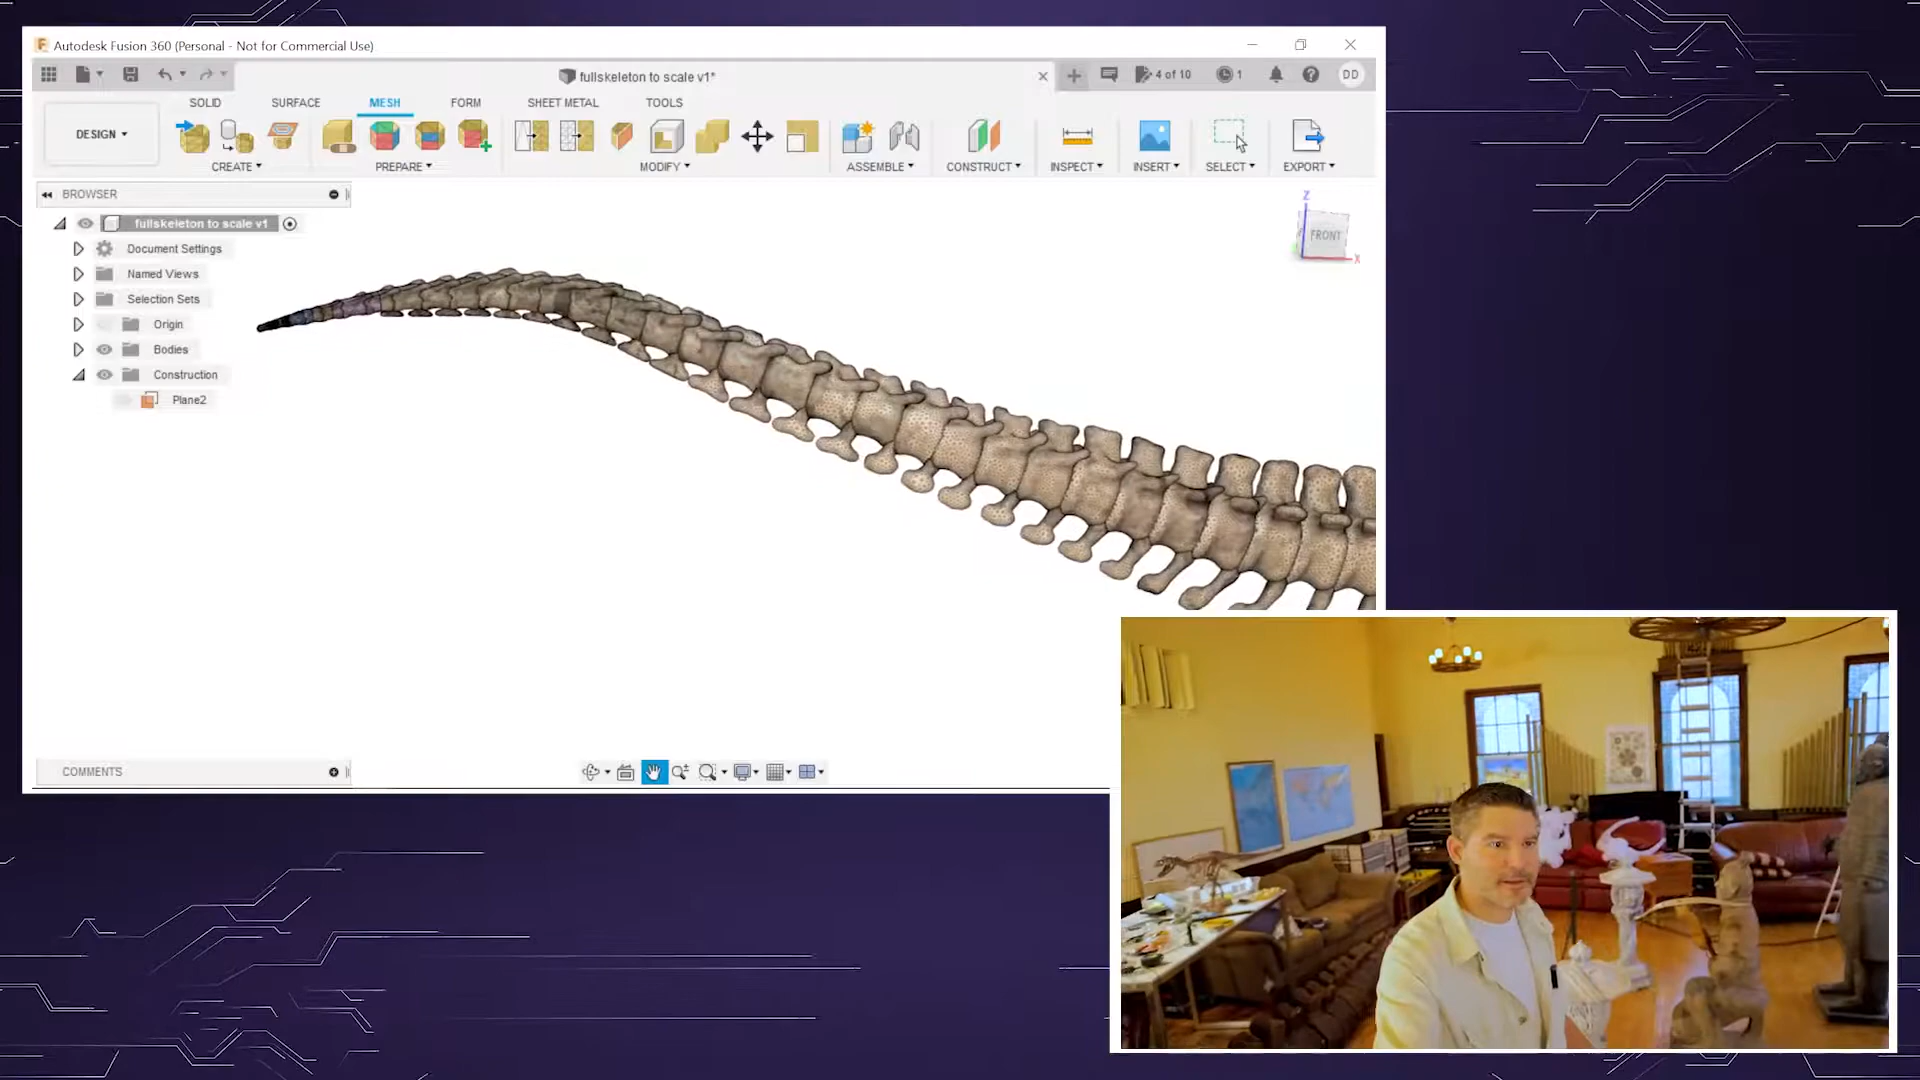 Autodesk Fusion 360 (Personal - Not for Commercial Use)
fullskeleton to scale v1*
4 of 10
1
DD
SOLID
SURFACE
MESH
FORM
SHEET METAL
TOOLS
DESIGN
CREATE
PREPARE
MODIFY
ASSEMBLE
CONSTRUCT
INSPECT
INSERT
SELECT
EXPORT
BROWSER
fullskeleton to scale v1
Document Settings
Named Views
Selection Sets
Origin
Bodies
Construction
Plane2
Z
FRONT
X
COMMENTS